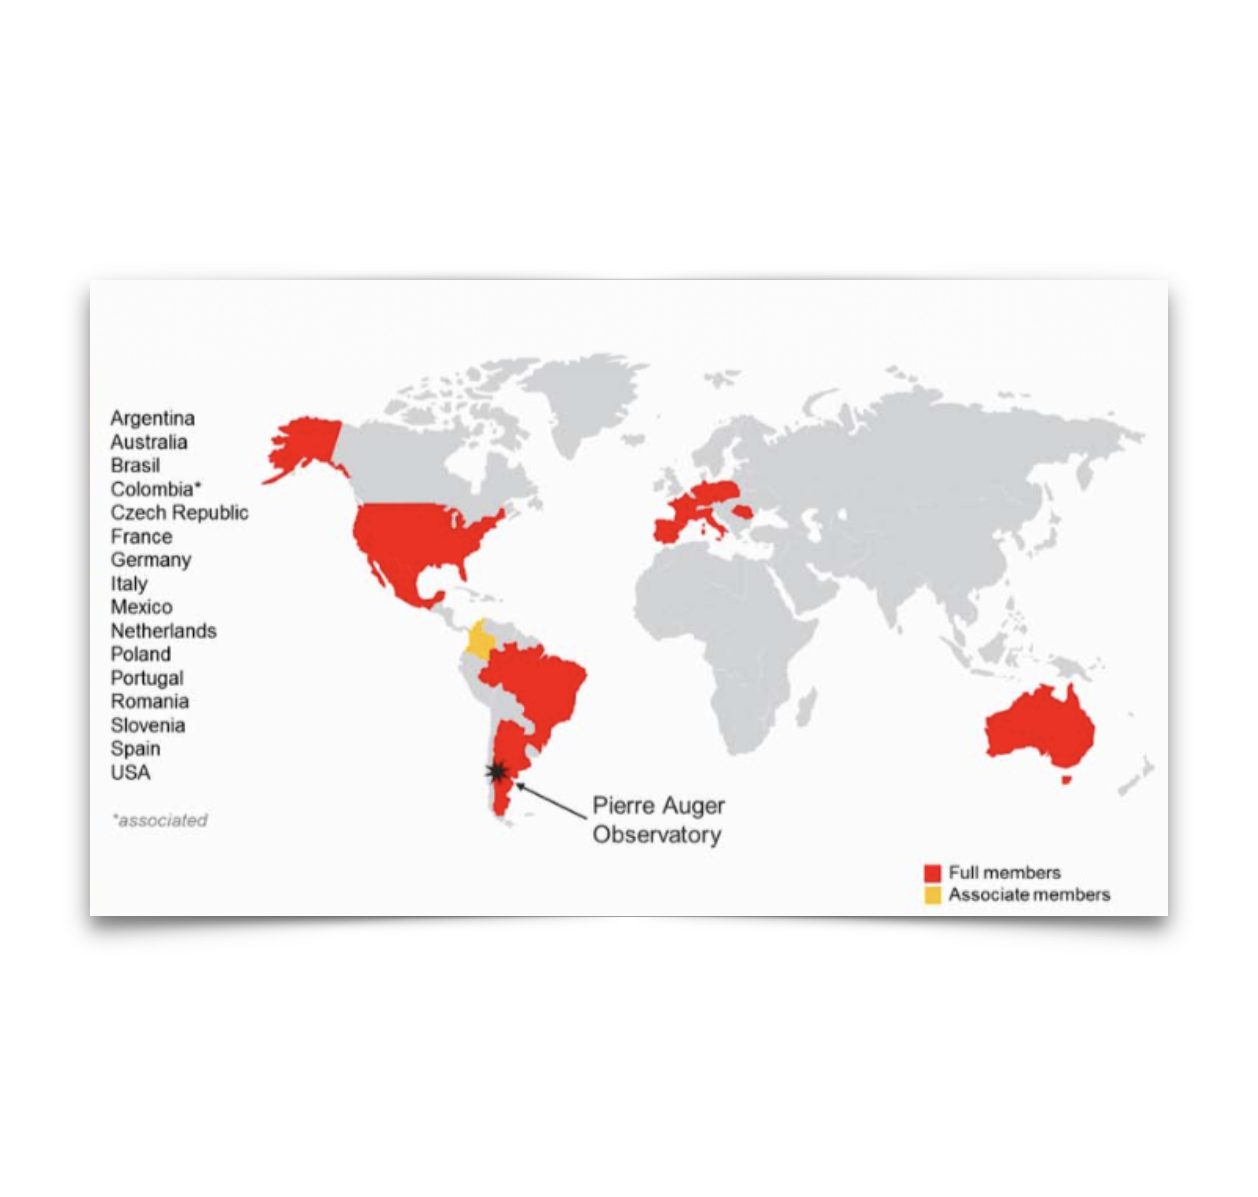 Argentina
Australia
Brasil
Colombia*
Czech Republic
France
Germany
Italy
Mexico
Netherlands
Poland
Portugal
Romania
Slovenia
Spain
USA
*associated
Pierre Auger
Observatory
Full members
Associate members